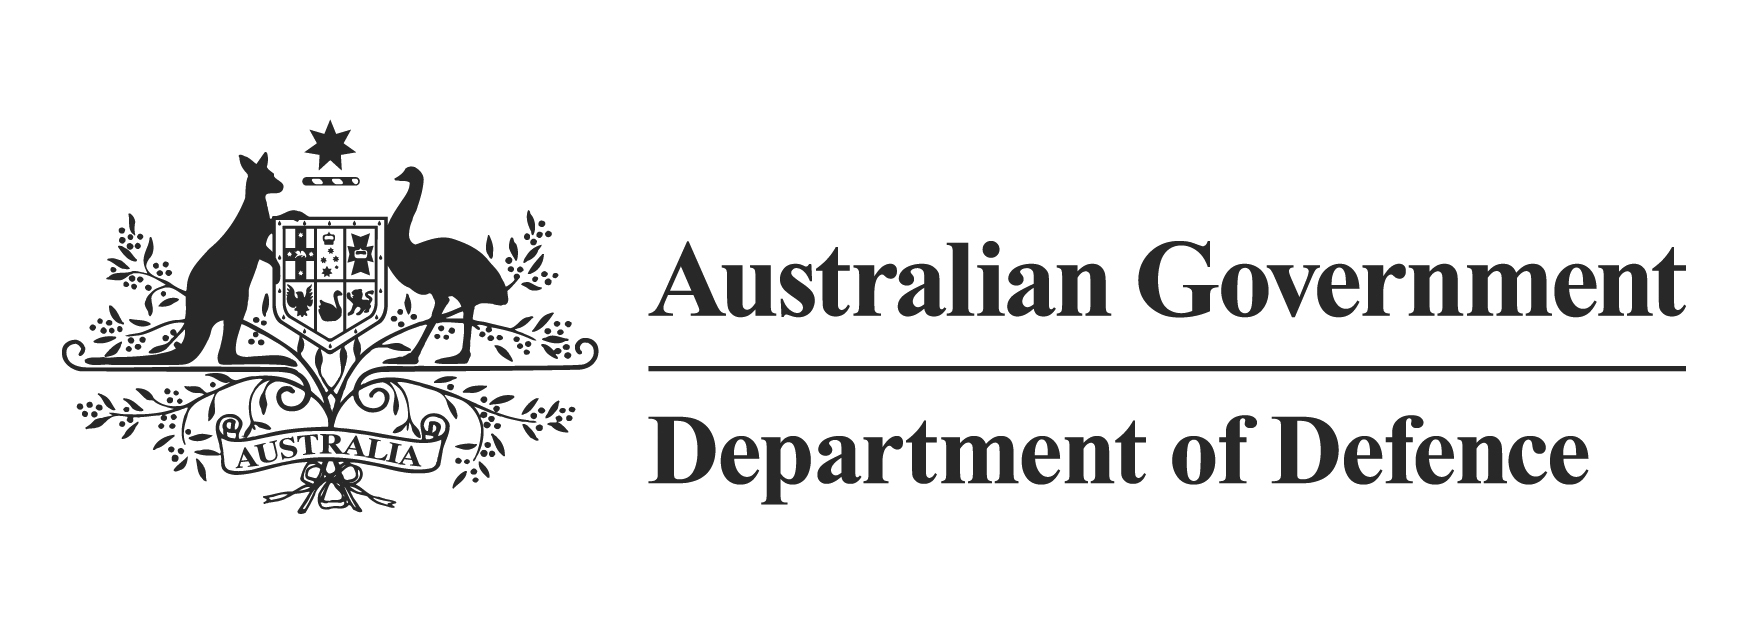 AUSTRALIA
Australian Government
Department of Defence